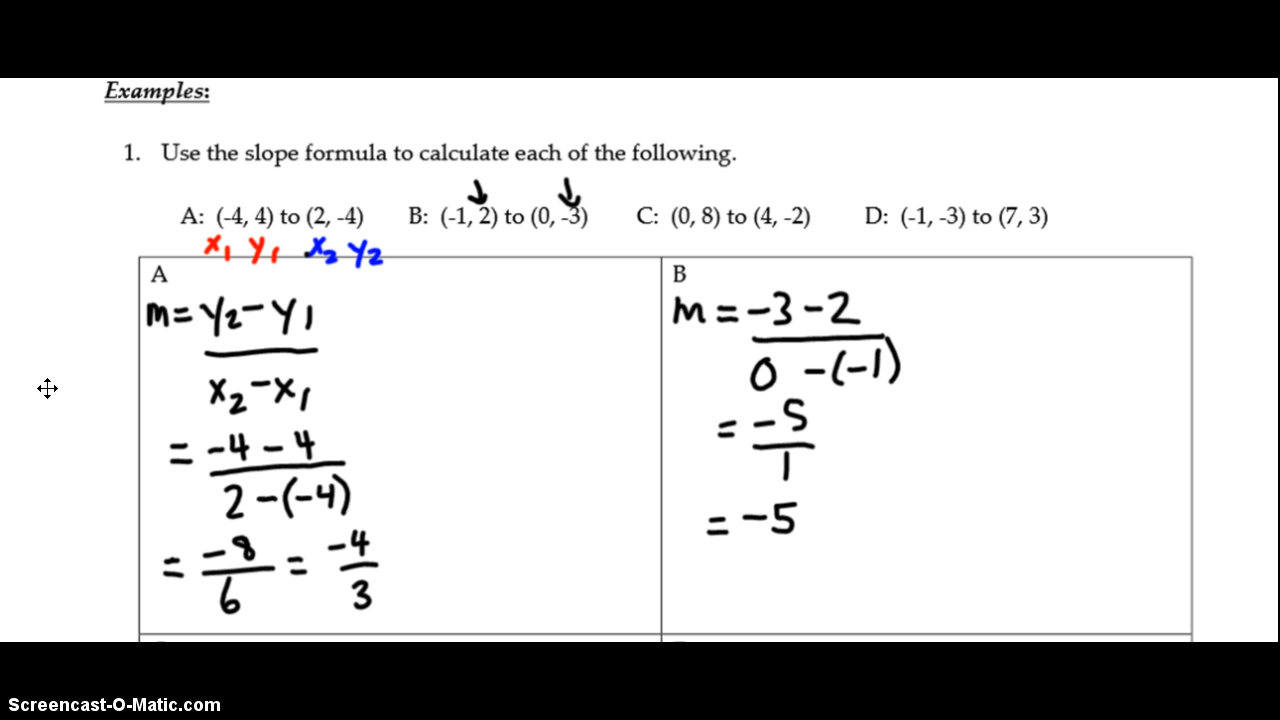 Examples:
1. Use the slope formula to calculate each of the following.
A: (-4, 4) to (2, -4) B: (-1, 2) to (0, -3) C: (0, 8) to (4, -2) D: (-1, -3) to (7, 3)
x₁ y₁ x₂ y₂
A
m = y₂ - y₁
x₂ - x₁
= -4 - 4
2 - (-4)
= -8 = -4
6 3
B
m = -3 - 2
0 - (-1)
= -5
1
= -5
Screencast-O-Matic.com